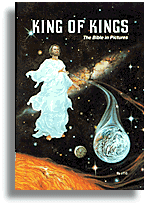 KING OF KINGS
The Bible in Pictures